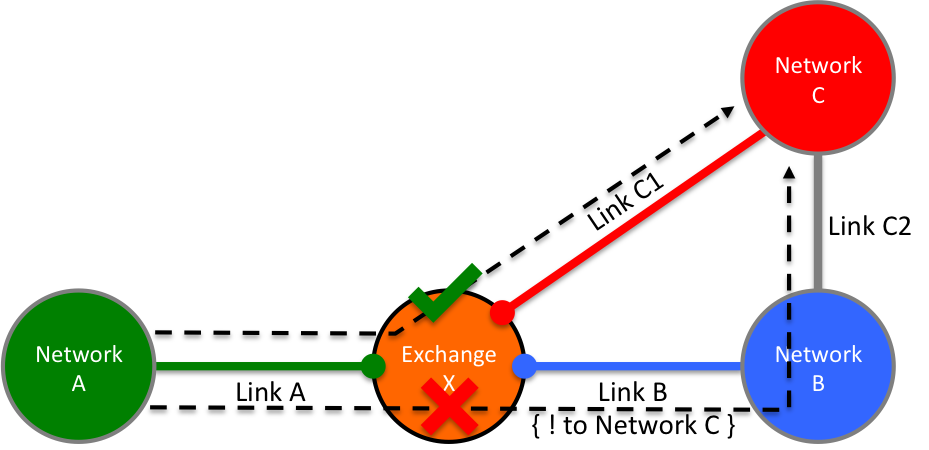 Network
C
Link C1
Link C2
Network
A
Exchange
X
Network
B
Link A
Link B
{ ! to Network C }